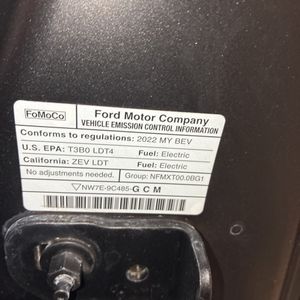 FoMoCo
Ford Motor Company
VEHICLE EMISSION CONTROL INFORMATION
Conforms to regulations: 2022 MY BEV
U.S. EPA: T3B0 LDT4 Fuel: Electric
California: ZEV LDT Fuel: Electric
No adjustments needed. Group: NFMXT00.0BG1
NW7E-9C485-G C M